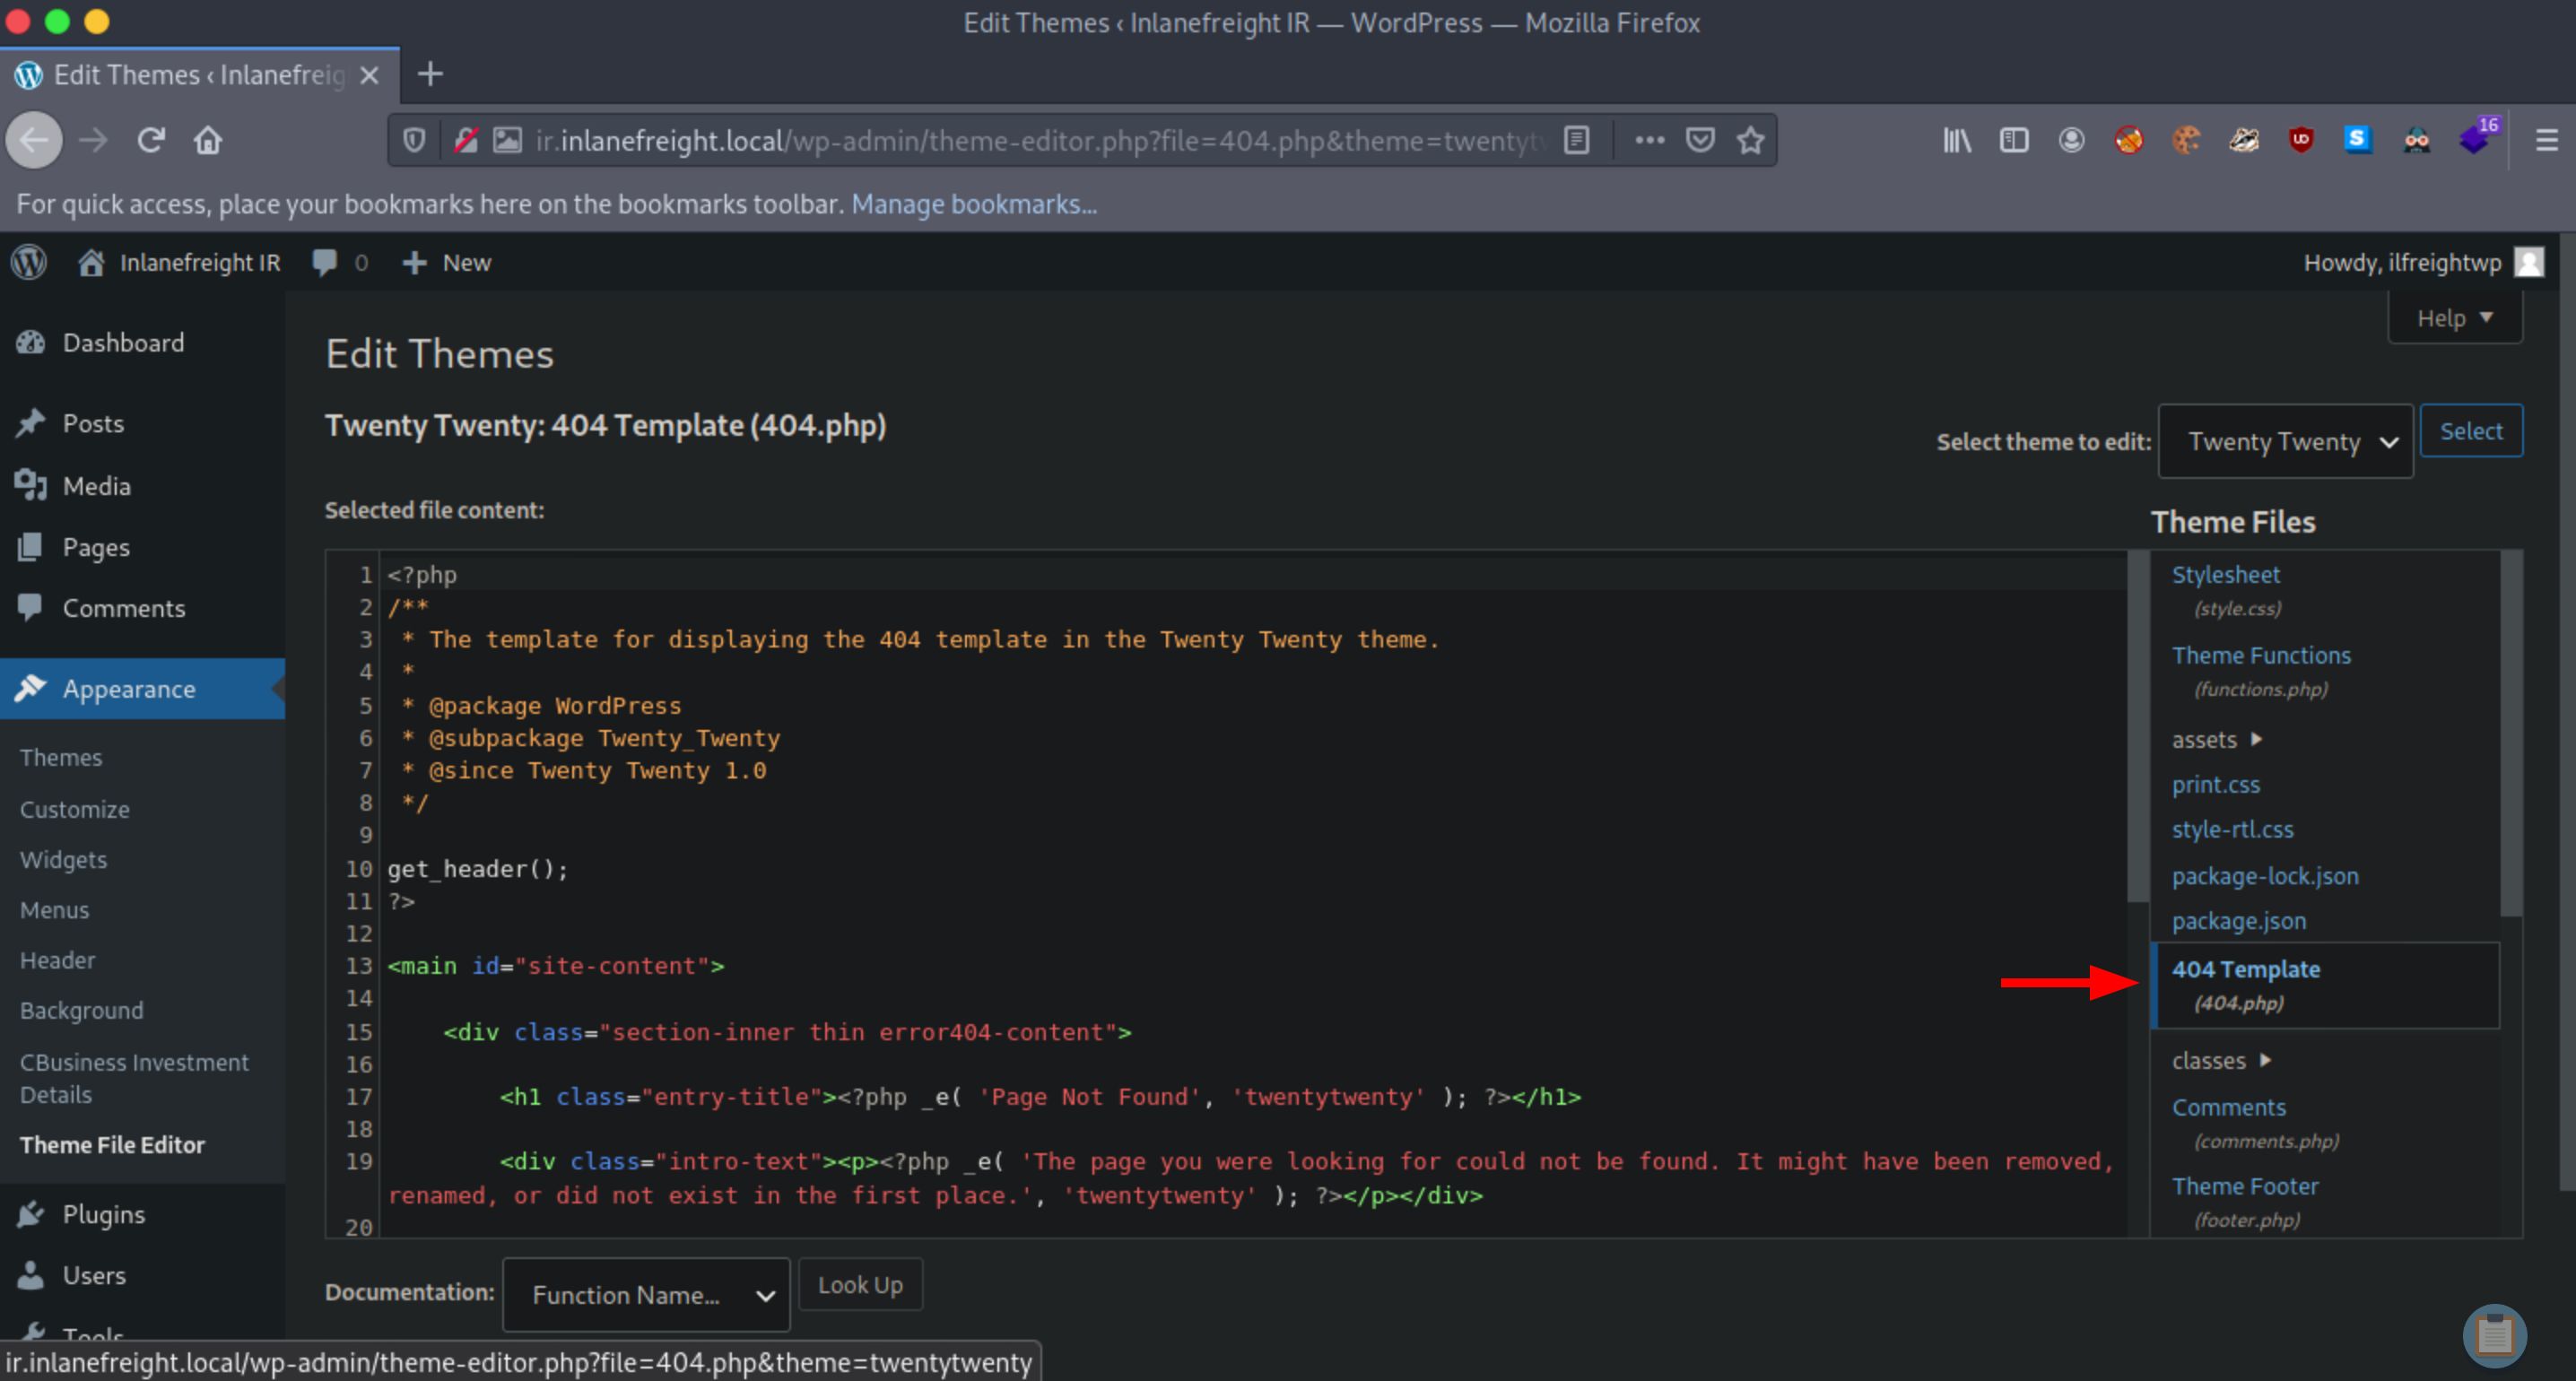 Edit Themes ‹ Inlanefreight IR — WordPress — Mozilla Firefox
Edit Themes ‹ Inlanefreig
ir.inlanefreight.local/wp-admin/theme-editor.php?file=404.php&theme=twentytw
16
For quick access, place your bookmarks here on the bookmarks toolbar. Manage bookmarks...
Inlanefreight IR 0 + New
Howdy, ilfreightwp
Help
Dashboard
Posts
Media
Pages
Comments
Appearance
Themes
Customize
Widgets
Menus
Header
Background
CBusiness Investment
Details
Theme File Editor
Plugins
Users
Tools
Edit Themes
Twenty Twenty: 404 Template (404.php)
Select theme to edit: Twenty Twenty Select
Selected file content:
1 <?php
2 /**
3  * The template for displaying the 404 template in the Twenty Twenty theme.
4  *
5  * @package WordPress
6  * @subpackage Twenty_Twenty
7  * @since Twenty Twenty 1.0
8  */
9
10 get_header();
11 ?>
12
13 <main id="site-content">
14
15     <div class="section-inner thin error404-content">
16
17         <h1 class="entry-title"><?php _e( 'Page Not Found', 'twentytwenty' ); ?></h1>
18
19         <div class="intro-text"><p><?php _e( 'The page you were looking for could not be found. It might have been removed,
renamed, or did not exist in the first place.', 'twentytwenty' ); ?></p></div>
20
Theme Files
Stylesheet
(style.css)
Theme Functions
(functions.php)
assets
print.css
style-rtl.css
package-lock.json
package.json
404 Template
(404.php)
classes
Comments
(comments.php)
Theme Footer
(footer.php)
Documentation: Function Name... Look Up
ir.inlanefreight.local/wp-admin/theme-editor.php?file=404.php&theme=twentytwenty